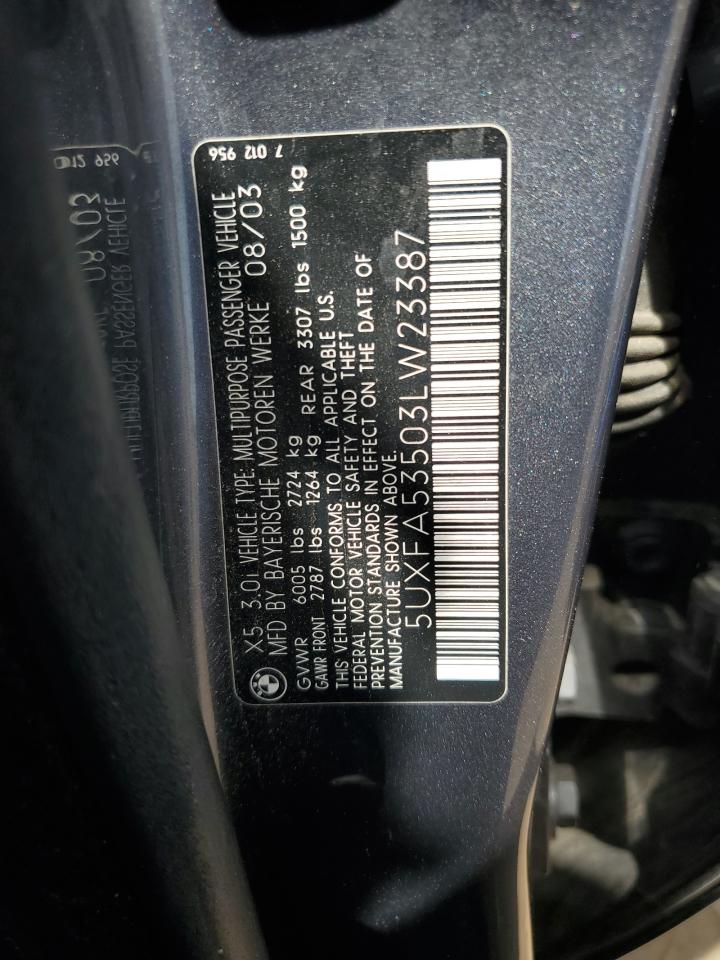 7 012 956
X5 3.0i VEHICLE TYPE: MULTIPURPOSE PASSENGER VEHICLE
MFD BY BAYERISCHE MOTOREN WERKE 08/03
GVWR 6005 lbs 2724 kg
GAWR FRONT 2787 lbs 1264 kg REAR 3307 lbs 1500 kg
THIS VEHICLE CONFORMS TO ALL APPLICABLE U.S.
FEDERAL MOTOR VEHICLE SAFETY AND THEFT
PREVENTION STANDARDS IN EFFECT ON THE DATE OF
MANUFACTURE SHOWN ABOVE.
5UXFA53503LW23387